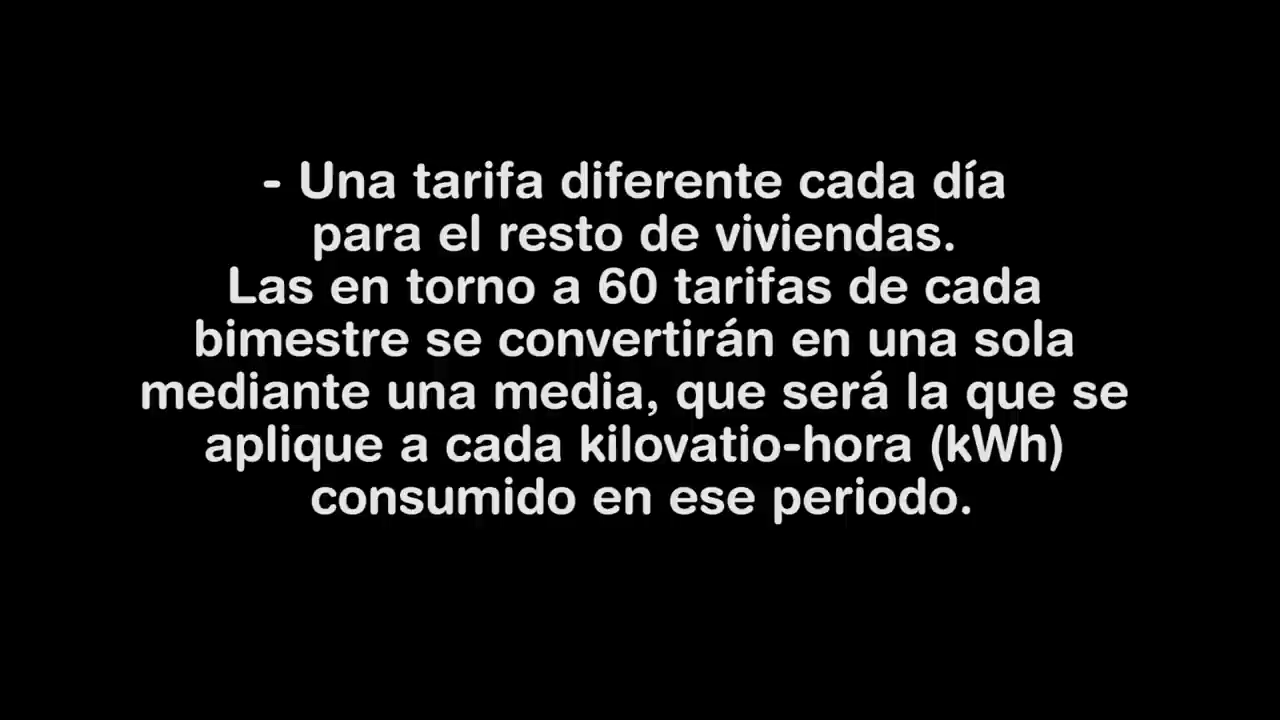 - Una tarifa diferente cada día
para el resto de viviendas.
Las en torno a 60 tarifas de cada
bimestre se convertirán en una sola
mediante una media, que será la que se
aplique a cada kilovatio-hora (kWh)
consumido en ese periodo.